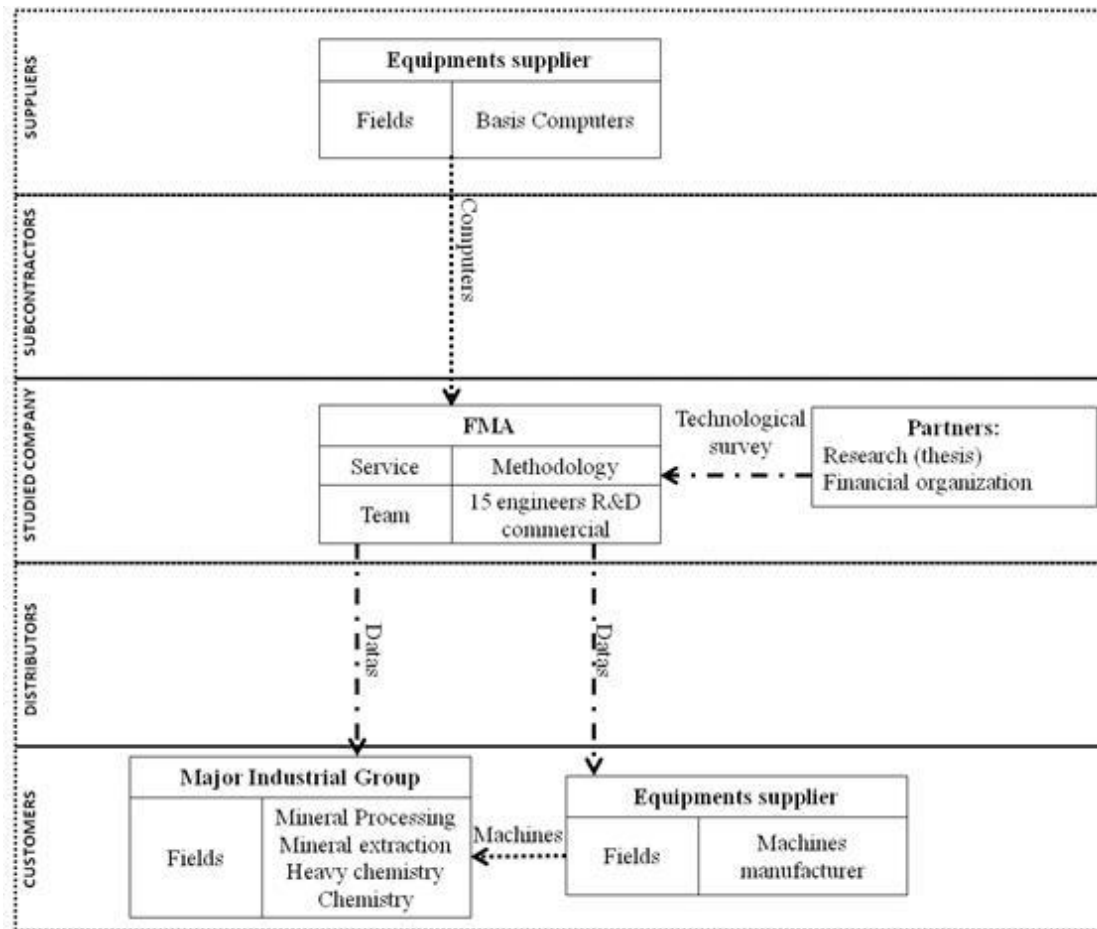 SUPPLIERS
Equipments supplier
Fields
Basis Computers
SUBCONTRACTORS
Computers
STUDIED COMPANY
FMA
Service
Methodology
Team
15 engineers R&D
commercial
Technological
survey
Partners:
Research (thesis)
Financial organization
DISTRIBUTORS
Datas
Datas
CUSTOMERS
Major Industrial Group
Fields
Mineral Processing
Mineral extraction
Heavy chemistry
Chemistry
Machines
Equipments supplier
Fields
Machines
manufacturer